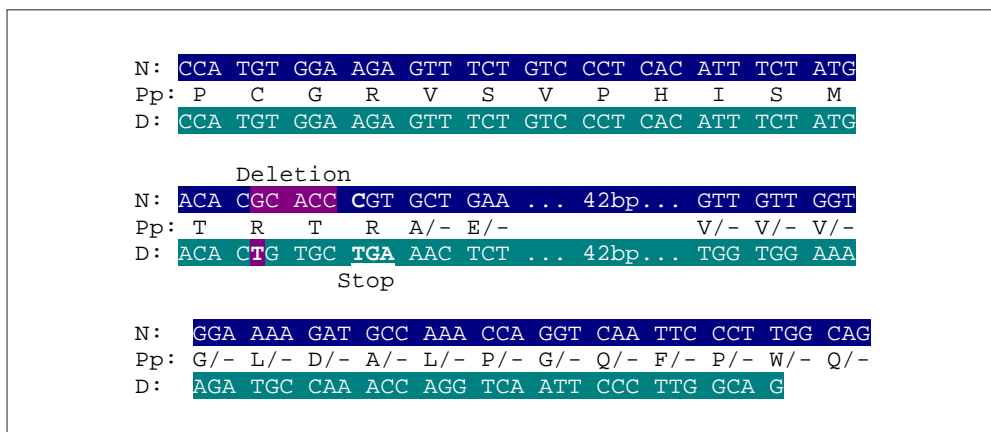 N: CCA TGT GGA AGA GTT TCT GTC CCT CAC ATT TCT ATG
Pp: P C G R V S V P H I S M
D: CCA TGT GGA AGA GTT TCT GTC CCT CAC ATT TCT ATG
Deletion
N: ACA CGC ACC CGT GCT GAA ... 42bp... GTT GTT GGT
Pp: T R T R A/- E/- V/- V/- V/-
D: ACA CTG TGC TGA AAC TCT ... 42bp... TGG TGG AAA
Stop
N: GGA AAA GAT GCC AAA CCA GGT CAA TTC CCT TGG CAG
Pp: G/- L/- D/- A/- L/- P/- G/- Q/- F/- P/- W/- Q/-
D: AGA TGC CAA ACC AGG TCA ATT CCC TTG GCA G